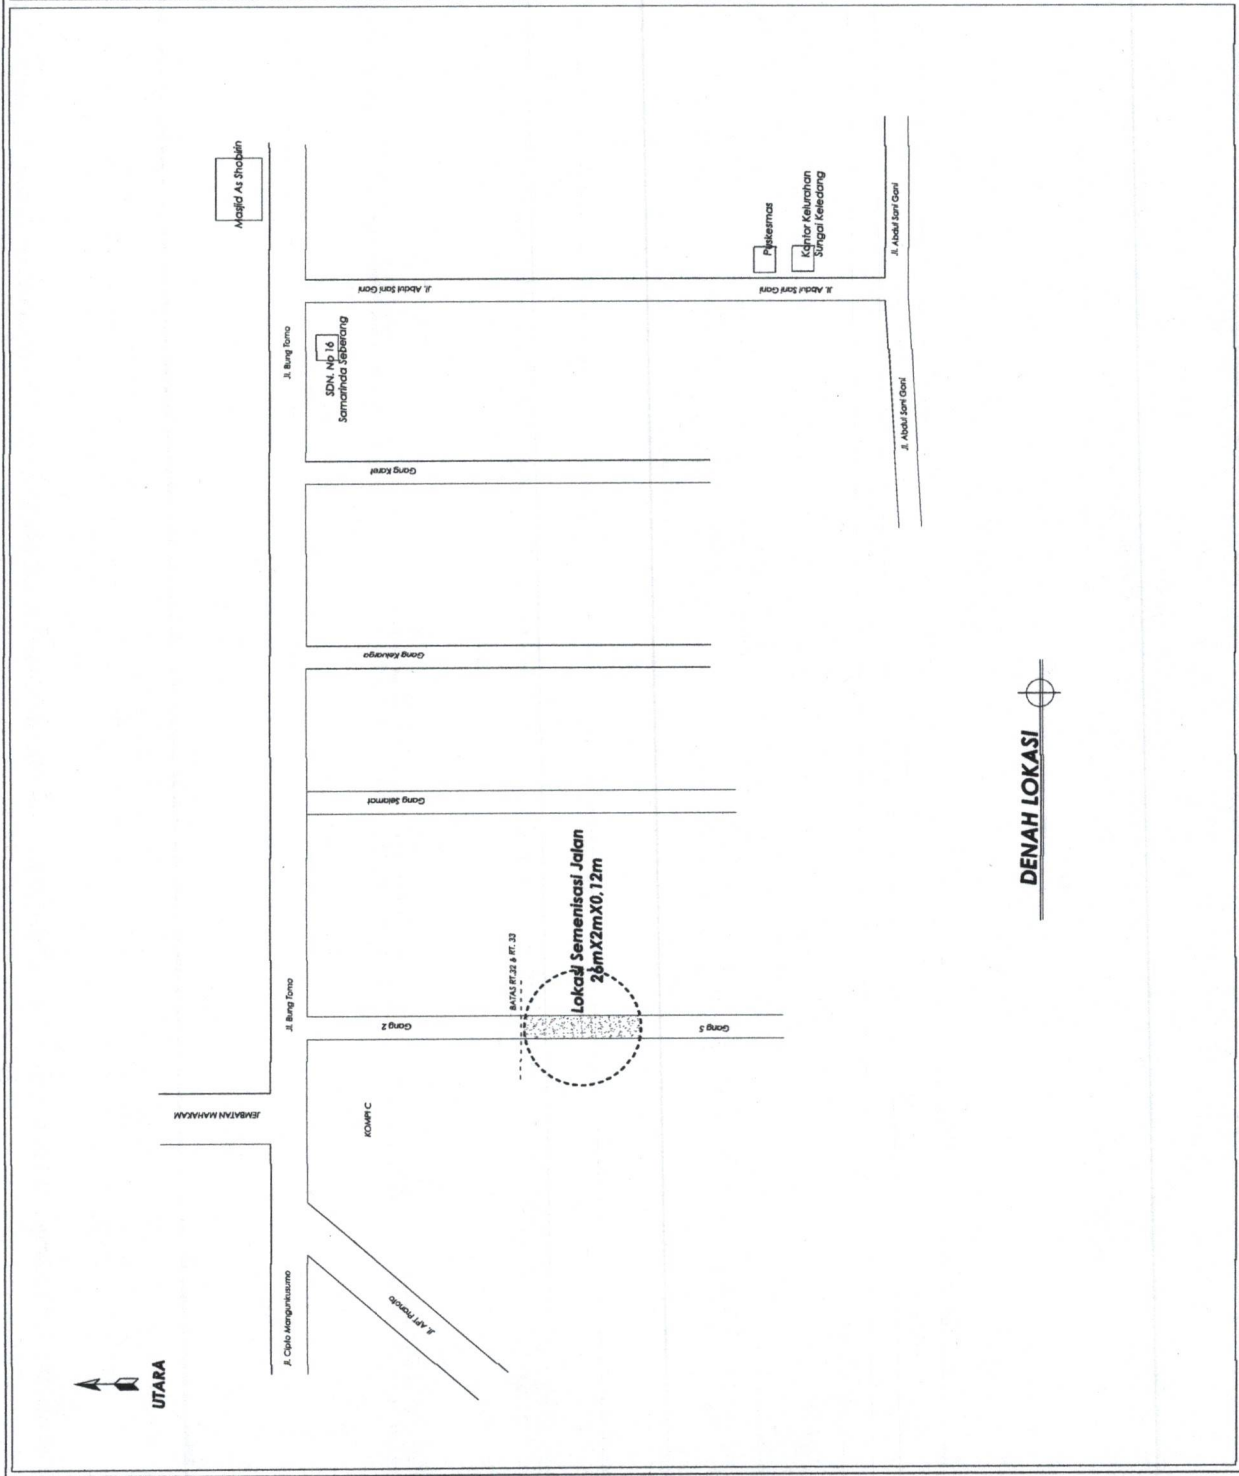 UTARA
JEMBATAN MAHAKAM
Masjid As Shobirin
Jl. Cipto Mangunkusumo
Jl. Bung Tomo
Jl. Bung Tomo
Jl. APT Pranoto
KOMPI C
Gang 2
Gang Selamat
Gang Keluarga
Gang Karet
SDN. No 16
Samarinda Seberang
Jl. Abdul Sani Gani
BATAS RT.32 & RT. 33
Lokasi Semenisasi Jalan
26mX2mX0,12m
Gang 5
Puskesmas
Kantor Kelurahan
Sungai Keledang
Jl. Abdul Sani Gani
Jl. Abdul Sani Gani
Jl. Abdul Sani Gani
DENAH LOKASI